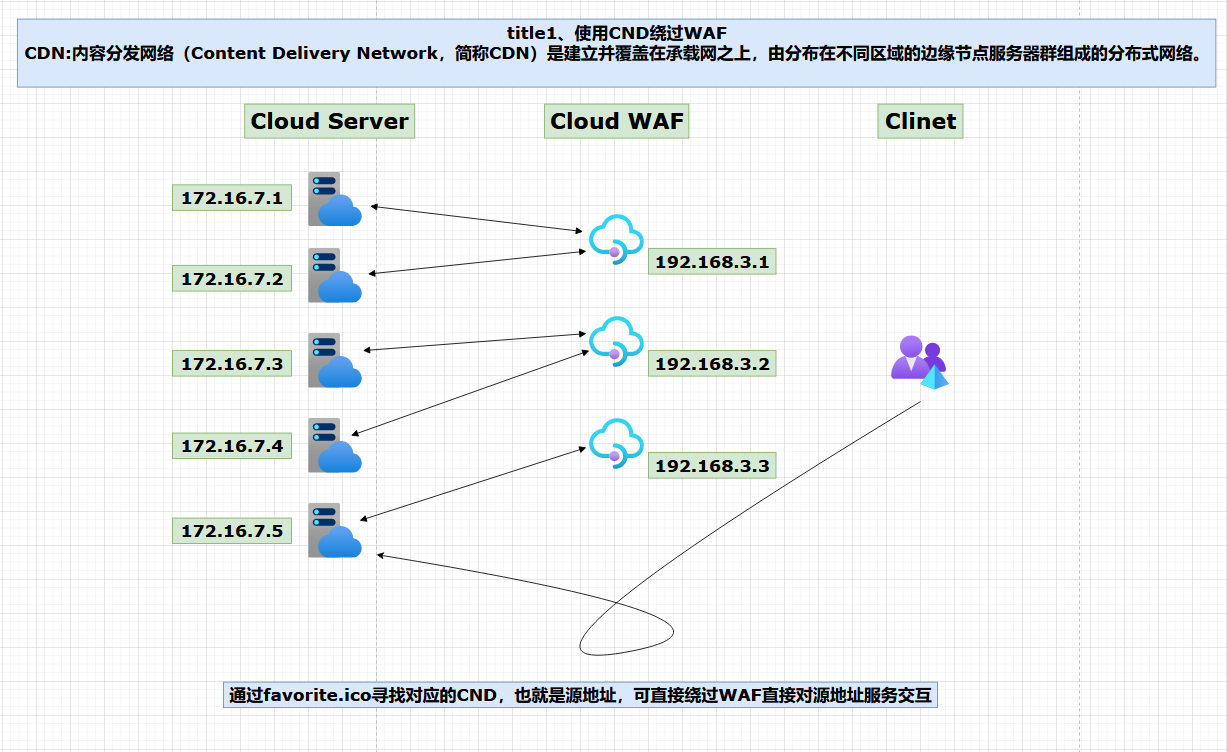 title1、使用CND绕过WAF
CDN:内容分发网络（Content Delivery Network，简称CDN）是建立并覆盖在承载网之上，由分布在不同区域的边缘节点服务器群组成的分布式网络。
Cloud Server
Cloud WAF
Clinet
172.16.7.1
172.16.7.2
192.168.3.1
172.16.7.3
192.168.3.2
172.16.7.4
192.168.3.3
172.16.7.5
通过favorite.ico寻找对应的CND，也就是源地址，可直接绕过WAF直接对源地址服务交互